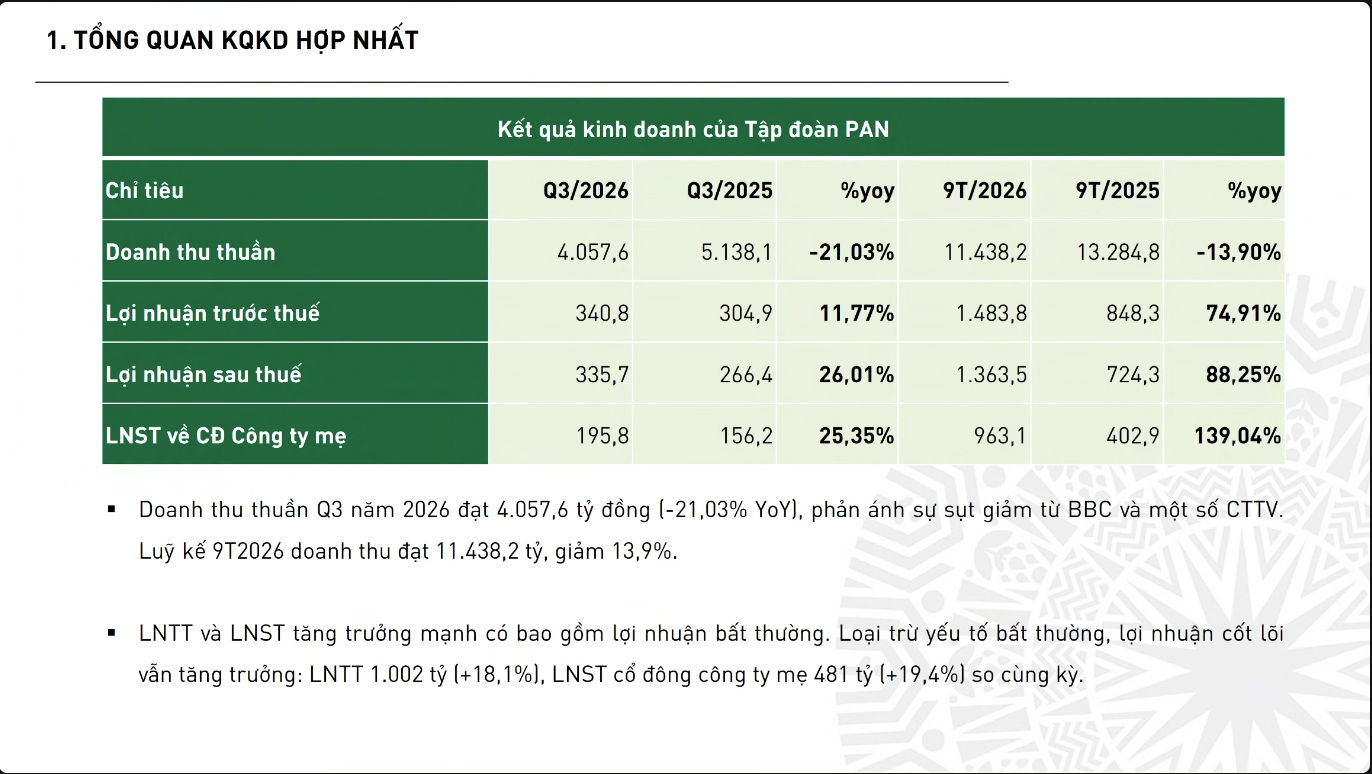 1. TỔNG QUAN KQKD HỢP NHẤT
Kết quả kinh doanh của Tập đoàn PAN
Chỉ tiêu Q3/2026 Q3/2025 %yoy 9T/2026 9T/2025 %yoy
Doanh thu thuần 4.057,6 5.138,1 -21,03% 11.438,2 13.284,8 -13,90%
Lợi nhuận trước thuế 340,8 304,9 11,77% 1.483,8 848,3 74,91%
Lợi nhuận sau thuế 335,7 266,4 26,01% 1.363,5 724,3 88,25%
LNST về CĐ Công ty mẹ 195,8 156,2 25,35% 963,1 402,9 139,04%
▪ Doanh thu thuần Q3 năm 2026 đạt 4.057,6 tỷ đồng (-21,03% YoY), phản ánh sự sụt giảm từ BBC và một số CTTV.
Luỹ kế 9T2026 doanh thu đạt 11.438,2 tỷ, giảm 13,9%.
▪ LNTT và LNST tăng trưởng mạnh có bao gồm lợi nhuận bất thường. Loại trừ yếu tố bất thường, lợi nhuận cốt lõi
vẫn tăng trưởng: LNTT 1.002 tỷ (+18,1%), LNST cổ đông công ty mẹ 481 tỷ (+19,4%) so cùng kỳ.